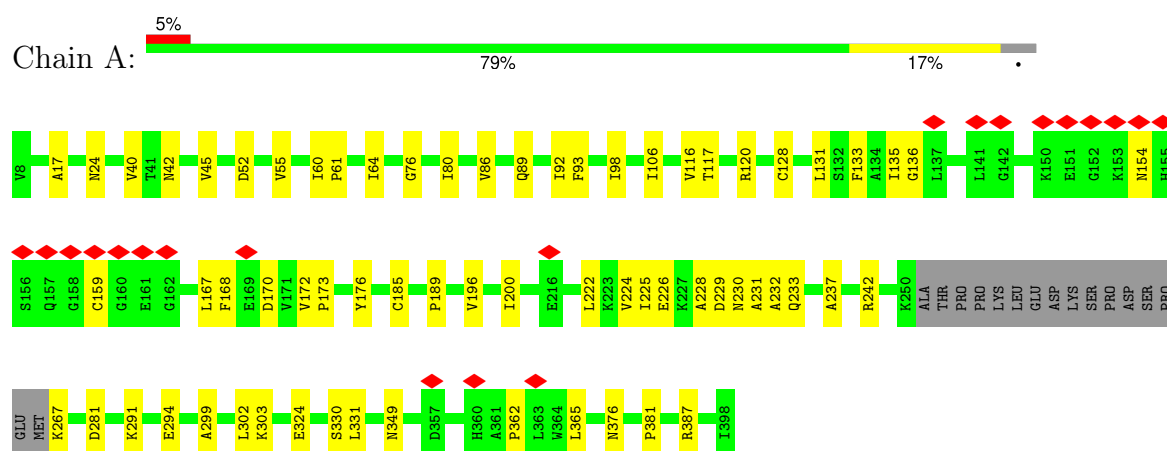 5%
Chain A:
79% 17% •
V8 A17 N24 V40 T41 N42 V45 D52 V55 I60 P61 I64 G76 I80 V86 Q89 I92 F93 I98 I106 V116 T117 R120 C128 L131 S132 F133 A134 I135 G136 L137 L141 G142 K150 E151 G152 K153 N154 H155
S156 Q157 G158 C159 G160 E161 G162 L167 F168 E169 D170 V171 V172 P173 Y176 C185 P189 V196 I200 E216 L222 K223 V224 I225 E226 K227 A228 D229 N230 A231 A232 Q233 A237 R242 K250 ALA THR PRO PRO LYS LEU GLU ASP LYS SER PRO ASP SER PRO
GLU MET K267 D281 K291 E294 A299 L302 K303 E324 S330 L331 N349 D357 H360 A361 P362 L363 W364 L365 N376 P381 R387 I398